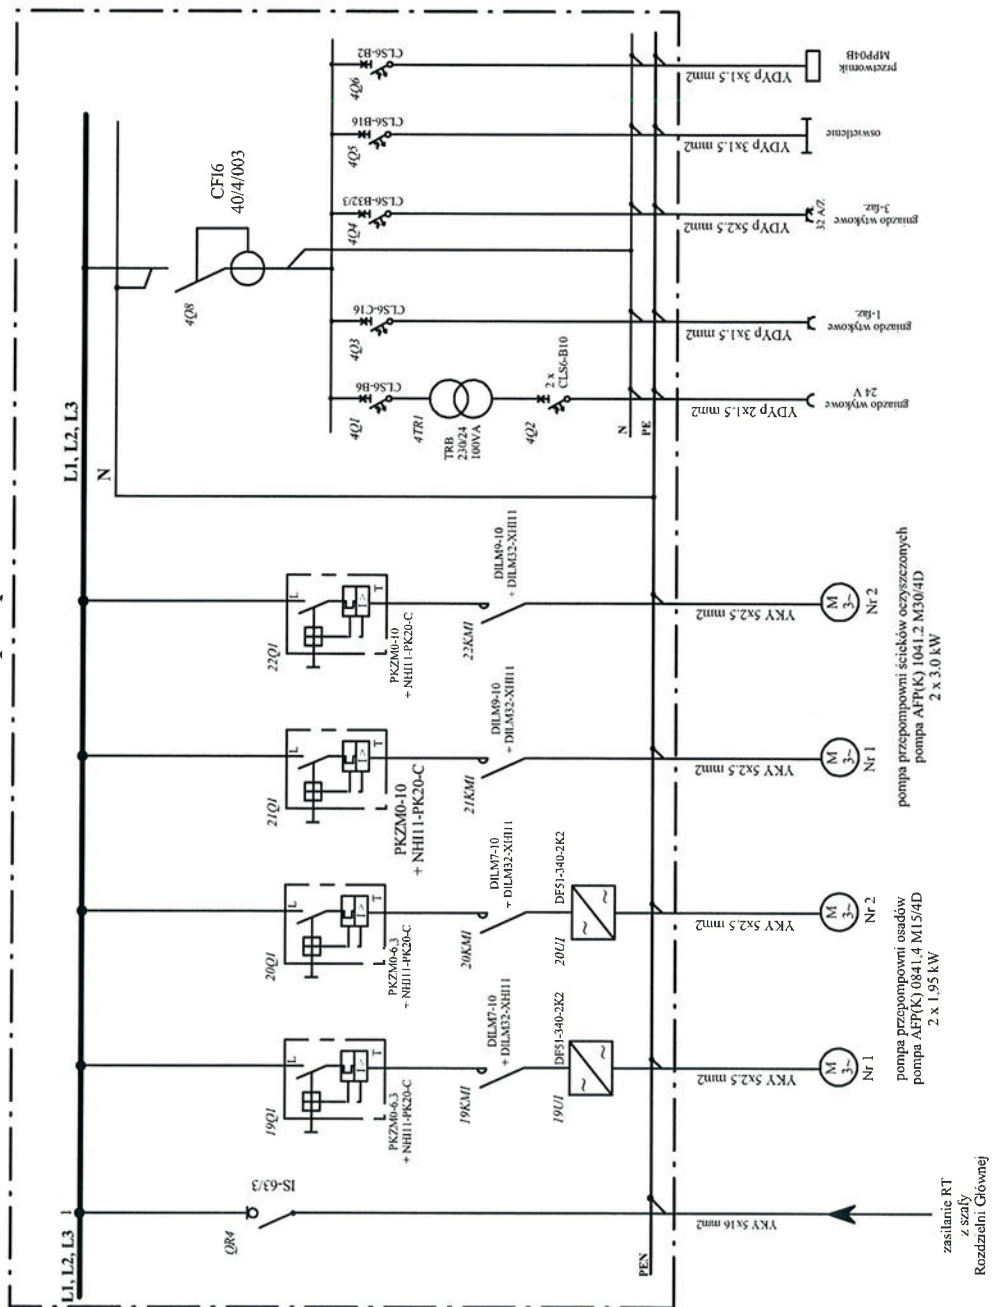 L1, L2, L3
N
CFI6
40/4/003
4Q8
4Q6
CLS6-B2
4Q5
CLS6-B16
4Q4
CLS6-B32/3
4Q3
CLS6-C16
4Q1
CLS6-B6
4TR1
TRB
230/24
100VA
4Q2
2 x
CLS6-B10
N
PE
YDYp 3x1.5 mm2
przetwornik
MPP04B
YDYp 3x1.5 mm2
oswietlenie
YDYp 5x2.5 mm2
32 A/Z
gniazdo wtykowe
3-faz.
YDYp 3x1.5 mm2
gniazdo wtykowe
1-faz.
YDYp 2x1.5 mm2
gniazdo wtykowe
24 V
22Q1
L
I >
T
PKZM0-10
+ NHI11-PK20-C
22KM1
DILM9-10
+ DILM32-XHI11
YKY 5x2.5 mm2
M
3~
Nr 2
21Q1
L
I >
T
PKZM0-10
+ NHI11-PK20-C
21KM1
DILM9-10
+ DILM32-XHI11
YKY 5x2.5 mm2
M
3~
Nr 1
pompa przepompowni ścieków oczyszczonych
pompa AFP(K) 1041.2 M30/4D
2 x 3.0 kW
20Q1
L
I >
T
PKZM0-6,3
+ NHI11-PK20-C
20KM1
DILM7-10
+ DILM32-XHI11
20U1
DF51-340-2K2
YKY 5x2,5 mm2
M
3~
Nr 2
19Q1
L
I >
T
PKZM0-6,3
+ NHI11-PK20-C
19KM1
DILM7-10
+ DILM32-XHI11
19U1
DF51-340-2K2
YKY 5x2.5 mm2
M
3~
Nr 1
pompa przepompowni osadów
pompa AFP(K) 0841.4 M15/4D
2 x 1,95 kW
L1, L2, L3
1
QR4
IS-63/3
PEN
YKY 5x16 mm2
zasilanie RT
z szafy
Rozdzielni Głównej